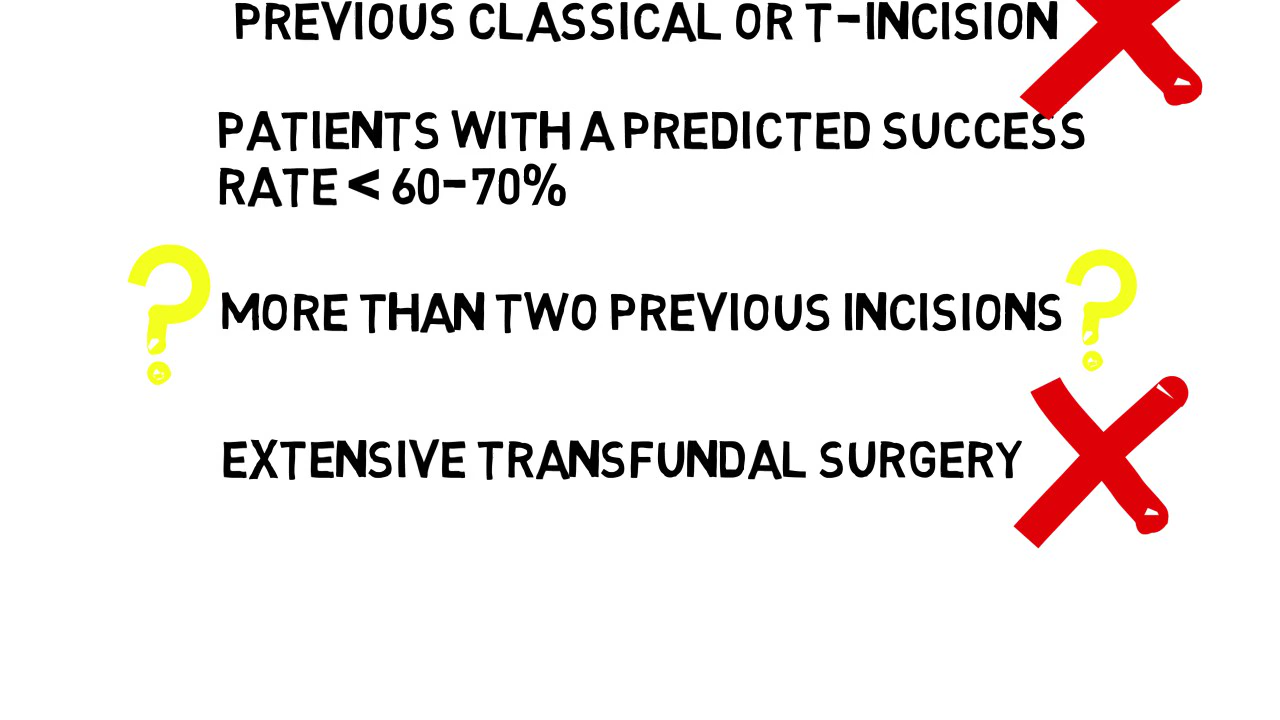 PREVIOUS CLASSICAL OR T-INCISION
PATIENTS WITH A PREDICTED SUCCESS
RATE < 60-70%
? MORE THAN TWO PREVIOUS INCISIONS ?
EXTENSIVE TRANSFUNDAL SURGERY